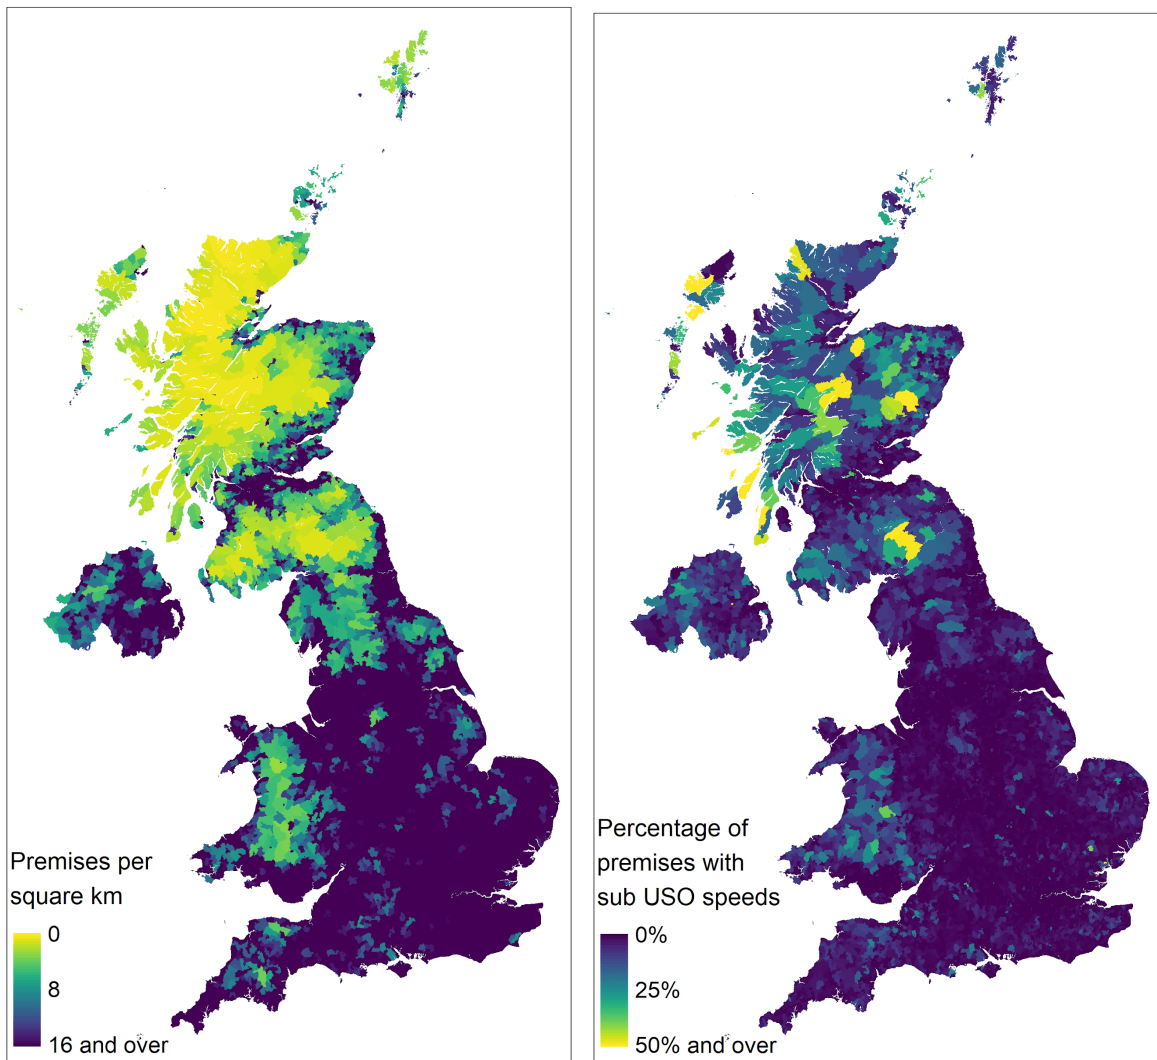 Premises per
square km
0
8
16 and over
Percentage of
premises with
sub USO speeds
0%
25%
50% and over